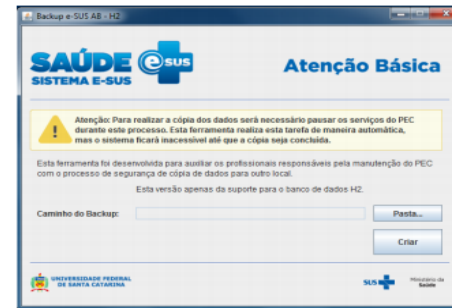 Backup e-SUS AB - H2
SAÚDE
SISTEMA E-SUS
e SUS
Atenção Básica
Atenção: Para realizar a cópia dos dados será necessário pausar os serviços do PEC
durante este processo. Esta ferramenta realiza esta tarefa de maneira automática,
mas o sistema ficará inacessível até que a cópia seja concluída.
Esta ferramenta foi desenvolvida para auxiliar os profissionais responsáveis pela manutenção do PEC
com o processo de segurança de cópia de dados para outro local.
Esta versão apenas da suporte para o banco de dados H2.
Caminho do Backup:
Pasta...
Criar
UNIVERSIDADE FEDERAL
DE SANTA CATARINA
SUS
Ministério da
Saúde